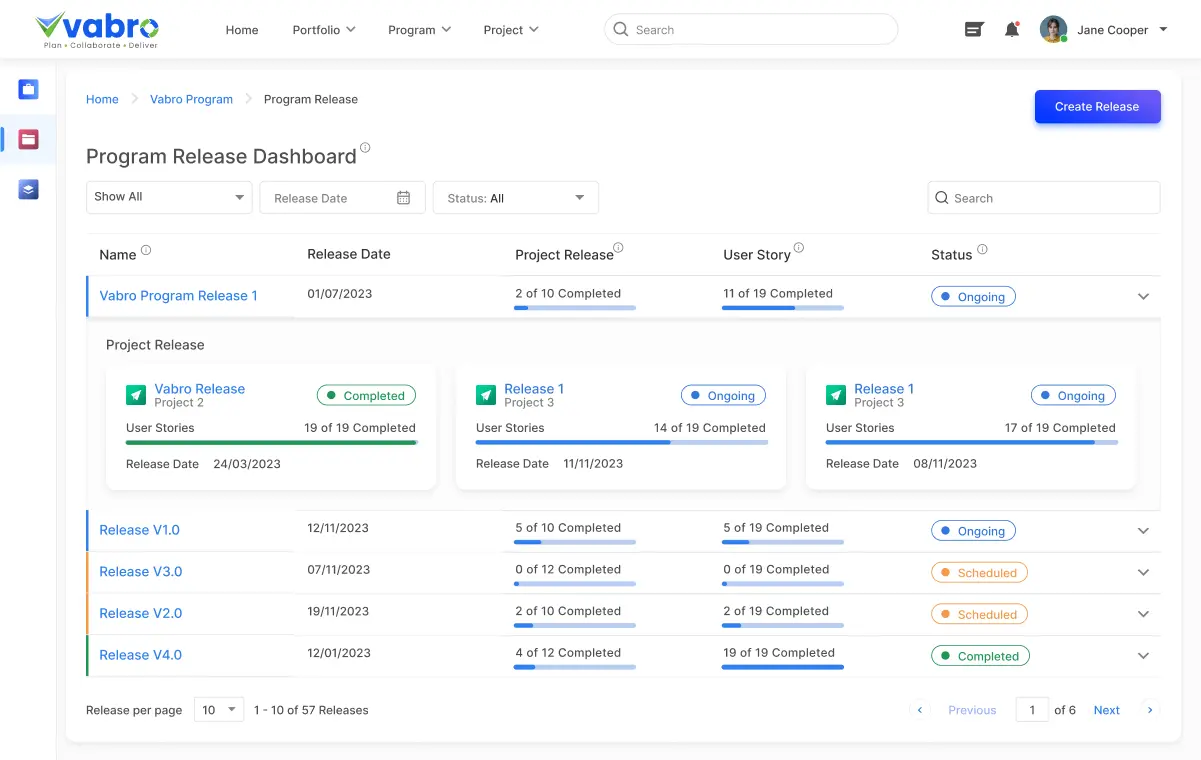 vabro
Plan • Collaborate • Deliver
Home Portfolio Program Project Search Jane Cooper
Home Vabro Program Program Release
Create Release
Program Release Dashboard
Show All Release Date Status: All Search
Name Release Date Project Release User Story Status
Vabro Program Release 1 01/07/2023 2 of 10 Completed 11 of 19 Completed Ongoing
Project Release
Vabro Release Completed Release 1 Ongoing Release 1 Ongoing
Project 2 Project 3 Project 3
User Stories 19 of 19 Completed User Stories 14 of 19 Completed User Stories 17 of 19 Completed
Release Date 24/03/2023 Release Date 11/11/2023 Release Date 08/11/2023
Release V1.0 12/11/2023 5 of 10 Completed 5 of 19 Completed Ongoing
Release V3.0 07/11/2023 0 of 12 Completed 0 of 19 Completed Scheduled
Release V2.0 19/11/2023 2 of 10 Completed 2 of 19 Completed Scheduled
Release V4.0 12/01/2023 4 of 12 Completed 19 of 19 Completed Completed
Release per page 10 1 - 10 of 57 Releases Previous 1 of 6 Next